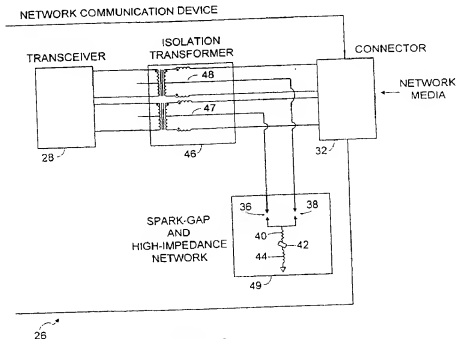 NETWORK COMMUNICATION DEVICE
TRANSCEIVER
ISOLATION
TRANSFORMER
CONNECTOR
48
47
NETWORK
MEDIA
28
46
32
SPARK-GAP
AND
HIGH-IMPEDANCE
NETWORK
36
38
40
42
44
49
26